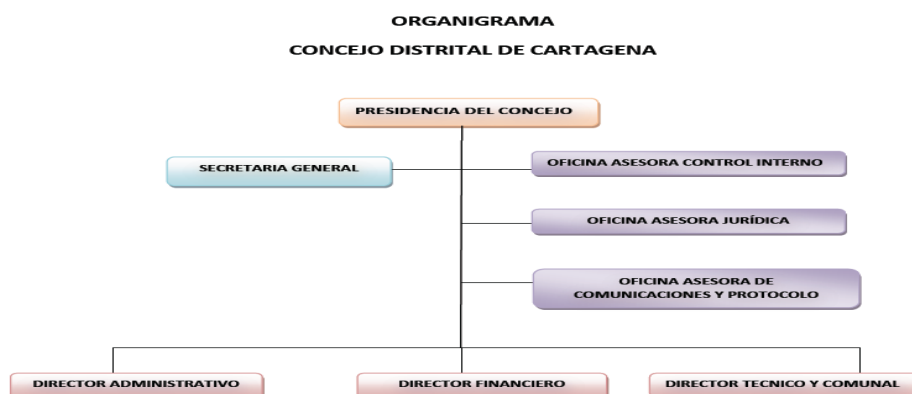 ORGANIGRAMA
CONCEJO DISTRITAL DE CARTAGENA
PRESIDENCIA DEL CONCEJO
SECRETARIA GENERAL
OFICINA ASESORA CONTROL INTERNO
OFICINA ASESORA JURÍDICA
OFICINA ASESORA DE
COMUNICACIONES Y PROTOCOLO
DIRECTOR ADMINISTRATIVO
DIRECTOR FINANCIERO
DIRECTOR TECNICO Y COMUNAL